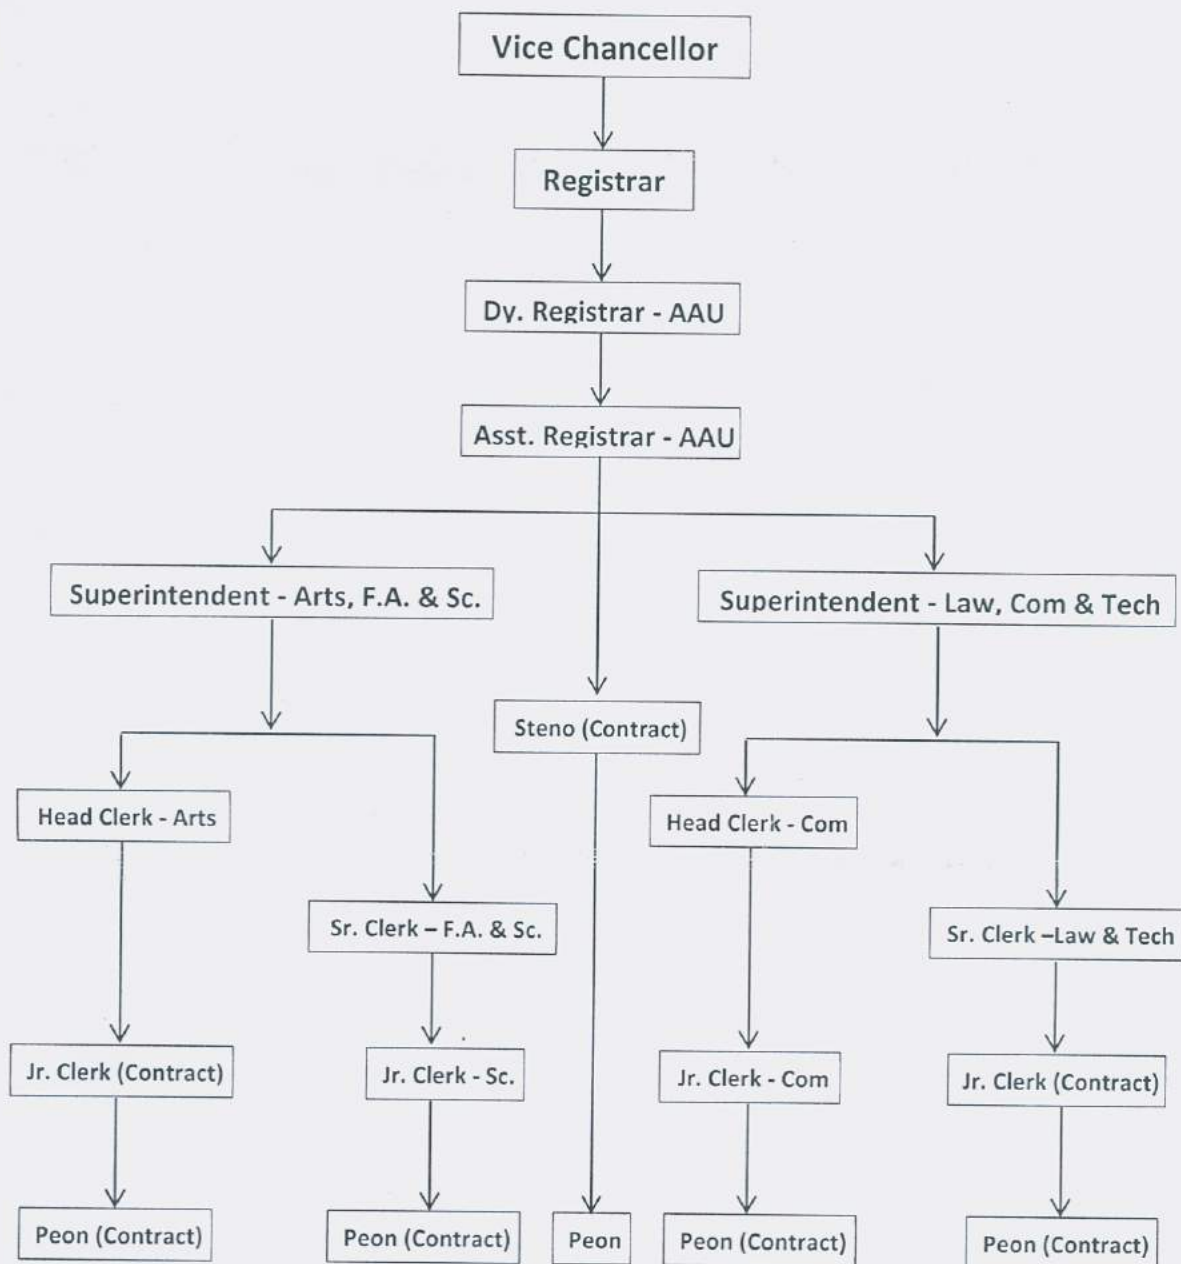 Vice Chancellor
Registrar
Dy. Registrar - AAU
Asst. Registrar - AAU
Superintendent - Arts, F.A. & Sc.
Superintendent - Law, Com & Tech
Steno (Contract)
Head Clerk - Arts
Head Clerk - Com
Sr. Clerk – F.A. & Sc.
Sr. Clerk –Law & Tech
Jr. Clerk (Contract)
Jr. Clerk - Sc.
Jr. Clerk - Com
Jr. Clerk (Contract)
Peon (Contract)
Peon (Contract)
Peon
Peon (Contract)
Peon (Contract)